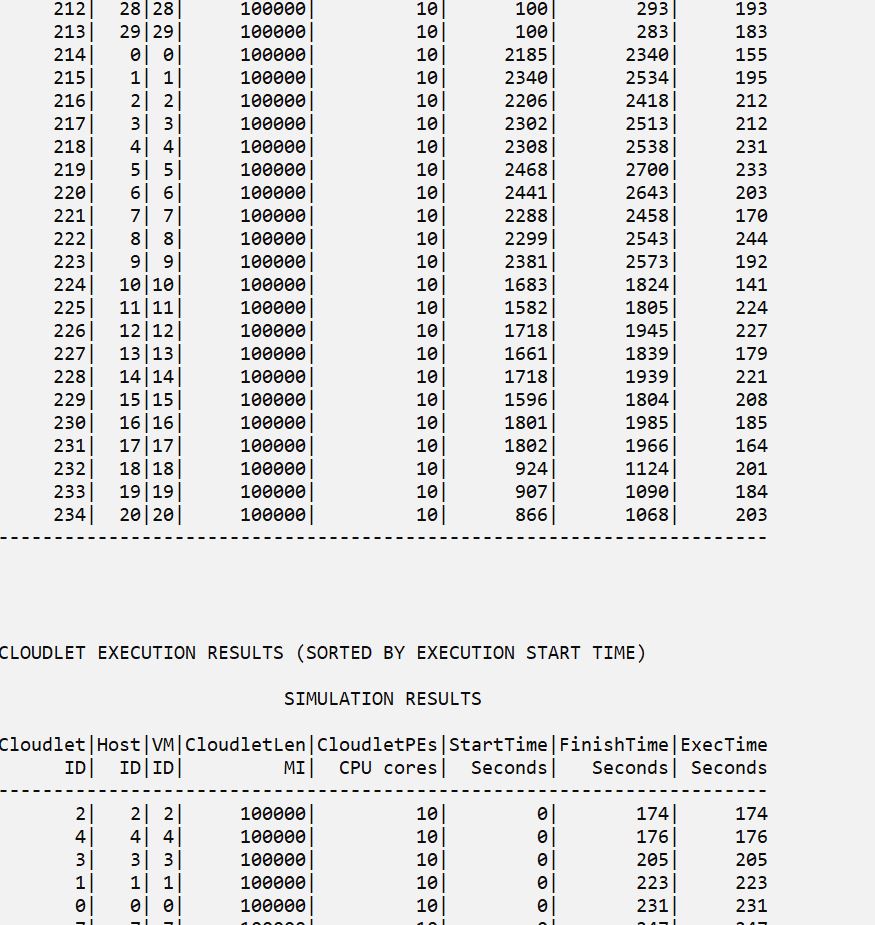 212| 28|28| 100000| 10| 100| 293| 193
213| 29|29| 100000| 10| 100| 283| 183
214| 0| 0| 100000| 10| 2185| 2340| 155
215| 1| 1| 100000| 10| 2340| 2534| 195
216| 2| 2| 100000| 10| 2206| 2418| 212
217| 3| 3| 100000| 10| 2302| 2513| 212
218| 4| 4| 100000| 10| 2308| 2538| 231
219| 5| 5| 100000| 10| 2468| 2700| 233
220| 6| 6| 100000| 10| 2441| 2643| 203
221| 7| 7| 100000| 10| 2288| 2458| 170
222| 8| 8| 100000| 10| 2299| 2543| 244
223| 9| 9| 100000| 10| 2381| 2573| 192
224| 10|10| 100000| 10| 1683| 1824| 141
225| 11|11| 100000| 10| 1582| 1805| 224
226| 12|12| 100000| 10| 1718| 1945| 227
227| 13|13| 100000| 10| 1661| 1839| 179
228| 14|14| 100000| 10| 1718| 1939| 221
229| 15|15| 100000| 10| 1596| 1804| 208
230| 16|16| 100000| 10| 1801| 1985| 185
231| 17|17| 100000| 10| 1802| 1966| 164
232| 18|18| 100000| 10| 924| 1124| 201
233| 19|19| 100000| 10| 907| 1090| 184
234| 20|20| 100000| 10| 866| 1068| 203
----------------------------------------------------------------------
CLOUDLET EXECUTION RESULTS (SORTED BY EXECUTION START TIME)
SIMULATION RESULTS
Cloudlet|Host|VM|CloudletLen|CloudletPEs|StartTime|FinishTime|ExecTime
ID| ID|ID| MI| CPU cores| Seconds| Seconds| Seconds
----------------------------------------------------------------------
2| 2| 2| 100000| 10| 0| 174| 174
4| 4| 4| 100000| 10| 0| 176| 176
3| 3| 3| 100000| 10| 0| 205| 205
1| 1| 1| 100000| 10| 0| 223| 223
0| 0| 0| 100000| 10| 0| 231| 231